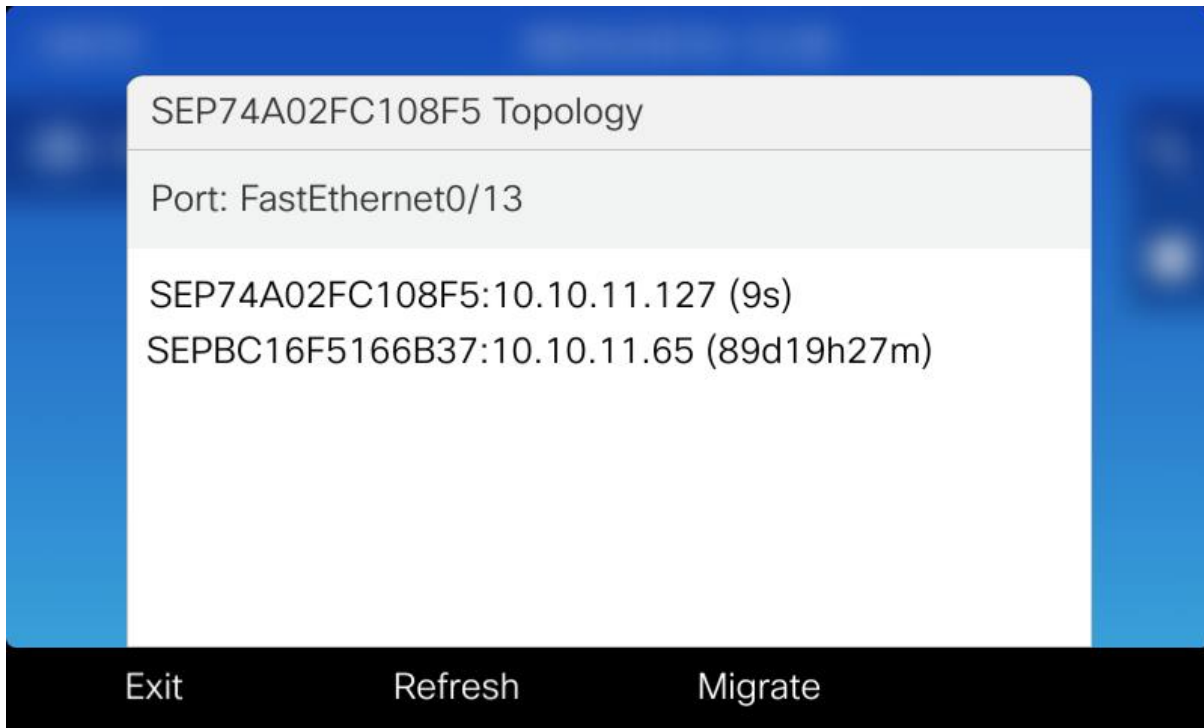 SEP74A02FC108F5 Topology
Port: FastEthernet0/13
SEP74A02FC108F5:10.10.11.127 (9s)
SEPBC16F5166B37:10.10.11.65 (89d19h27m)
Exit Refresh Migrate